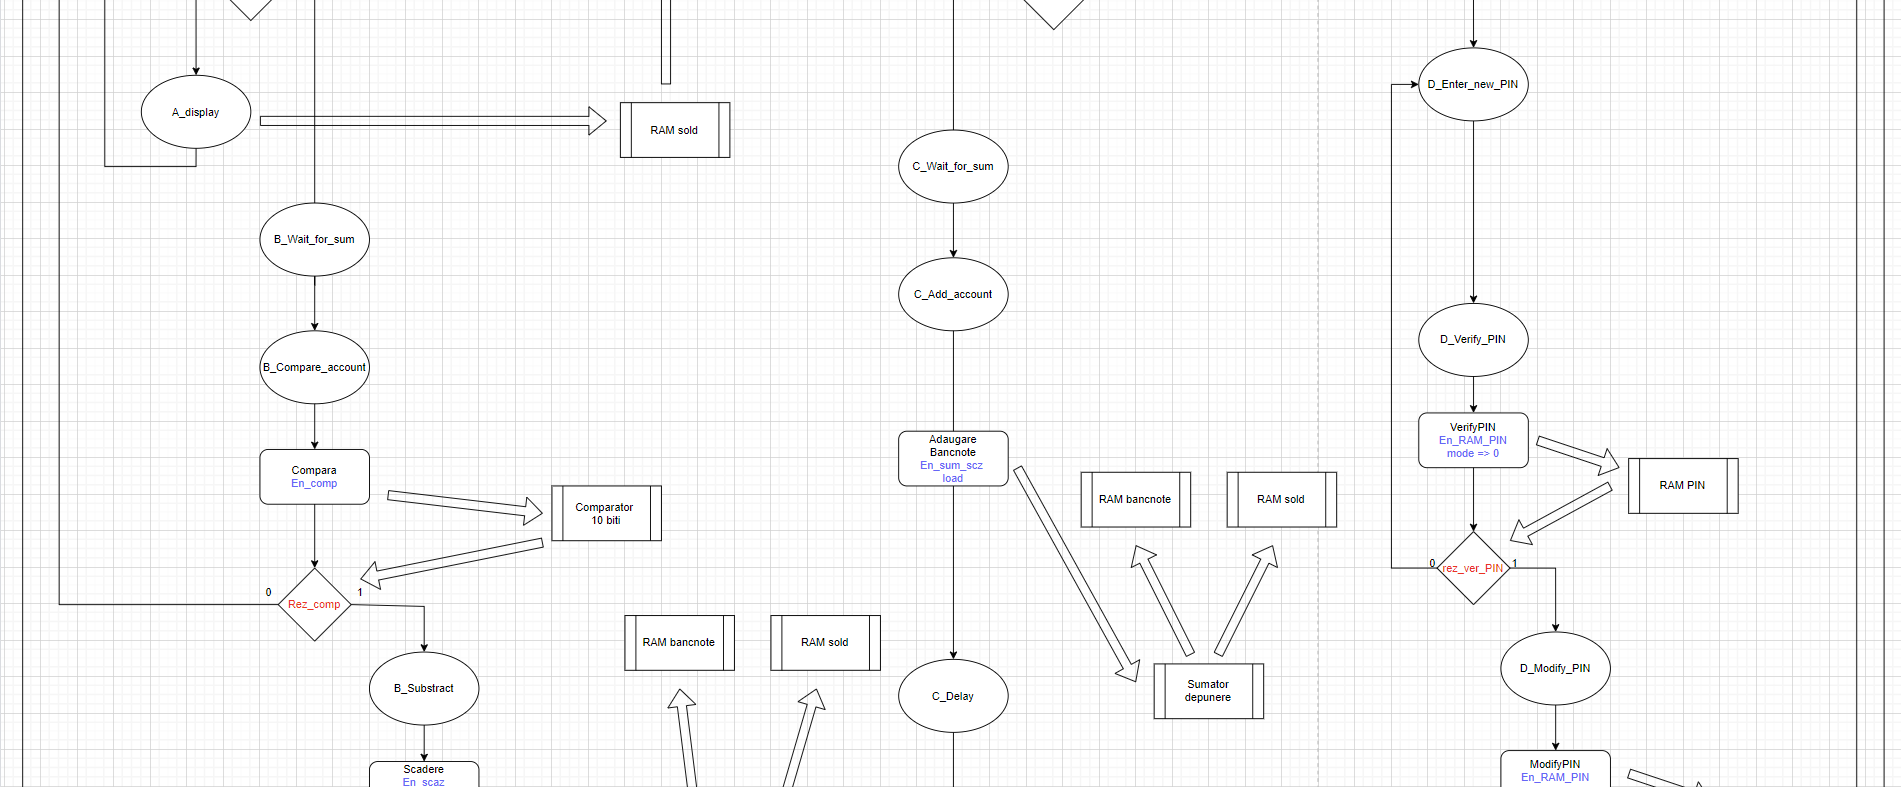 D_Enter_new_PIN
A_display
RAM sold
C_Wait_for_sum
B_Wait_for_sum
C_Add_account
D_Verify_PIN
B_Compare_account
VerifyPIN
En_RAM_PIN
mode => 0
Adaugare
Bancnote
En_sum_scz
load
Compara
En_comp
RAM PIN
RAM bancnote
RAM sold
Comparator
10 biti
0
rez_ver_PIN
1
0
Rez_comp
1
RAM bancnote
RAM sold
D_Modify_PIN
B_Substract
C_Delay
Sumator
depunere
ModifyPIN
En_RAM_PIN
Scadere
En_scaz